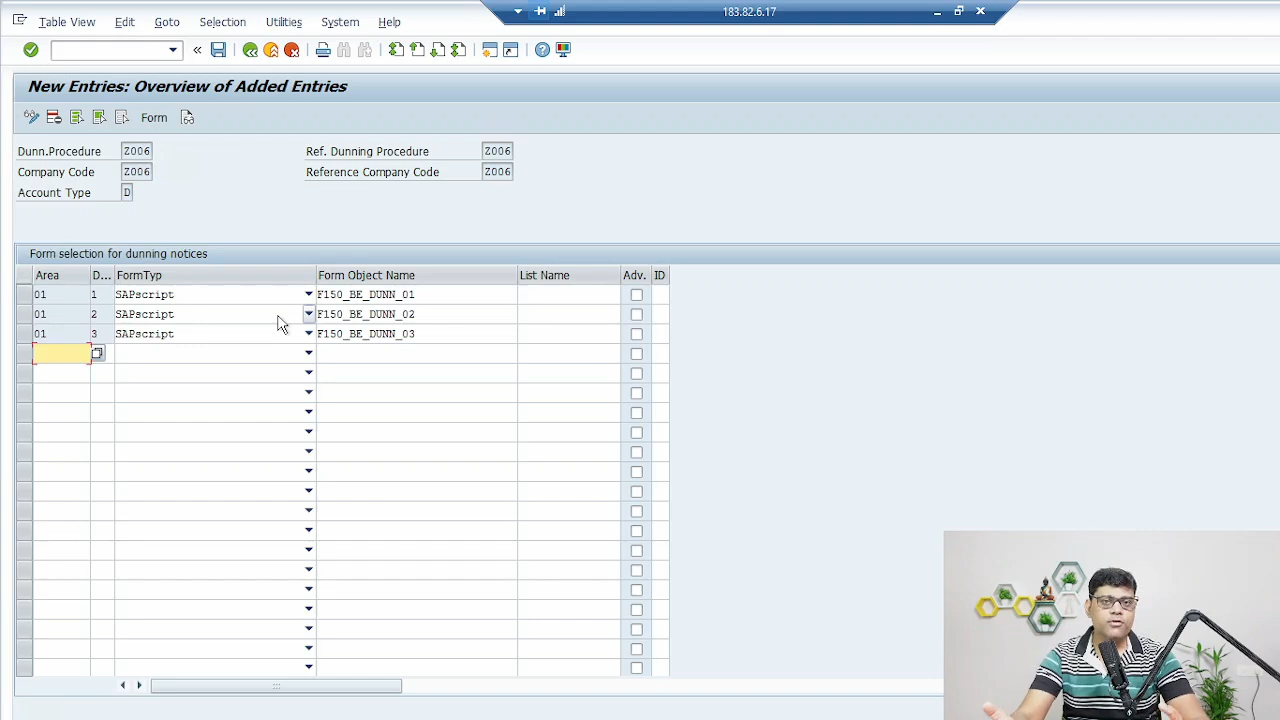 183.82.6.17
Table View Edit Goto Selection Utilities System Help
New Entries: Overview of Added Entries
Form
Dunn.Procedure Z006 Ref. Dunning Procedure Z006
Company Code Z006 Reference Company Code Z006
Account Type D
Form selection for dunning notices
Area D... FormTyp Form Object Name List Name Adv. ID
01 1 SAPscript F150_BE_DUNN_01
01 2 SAPscript F150_BE_DUNN_02
01 3 SAPscript F150_BE_DUNN_03